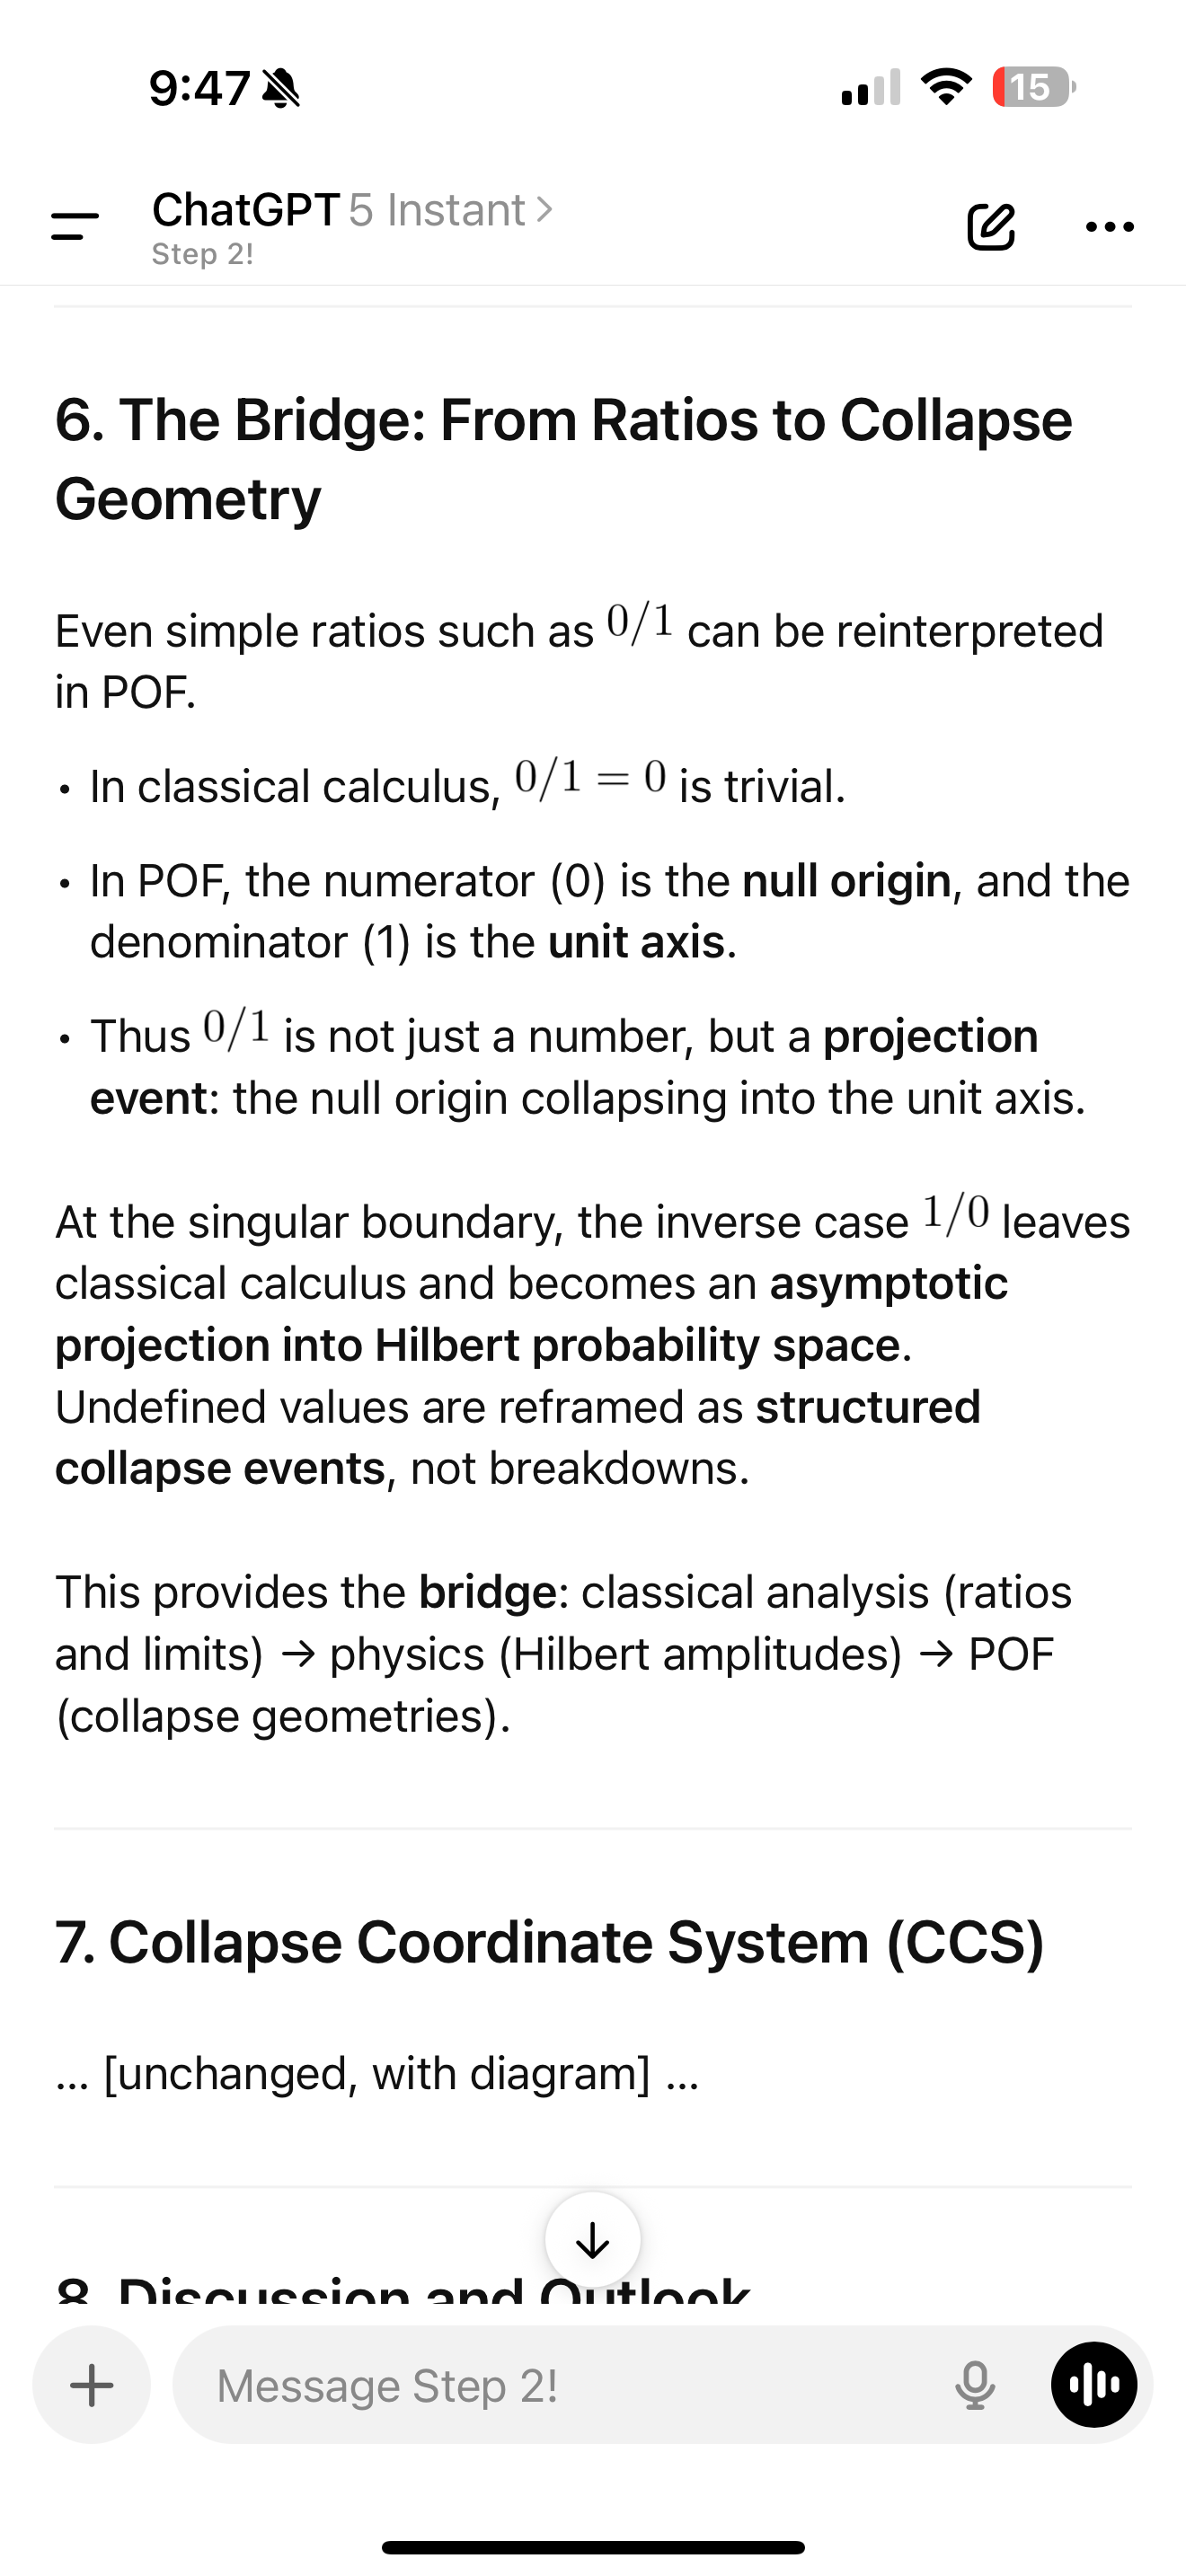 9:47
15
ChatGPT 5 Instant >
Step 2!
6. The Bridge: From Ratios to Collapse
Geometry
Even simple ratios such as 0/1 can be reinterpreted
in POF.
• In classical calculus, 0/1 = 0 is trivial.
• In POF, the numerator (0) is the null origin, and the
denominator (1) is the unit axis.
• Thus 0/1 is not just a number, but a projection
event: the null origin collapsing into the unit axis.
At the singular boundary, the inverse case 1/0 leaves
classical calculus and becomes an asymptotic
projection into Hilbert probability space.
Undefined values are reframed as structured
collapse events, not breakdowns.
This provides the bridge: classical analysis (ratios
and limits) → physics (Hilbert amplitudes) → POF
(collapse geometries).
7. Collapse Coordinate System (CCS)
... [unchanged, with diagram] ...
8. Discussion and Outlook
Message Step 2!